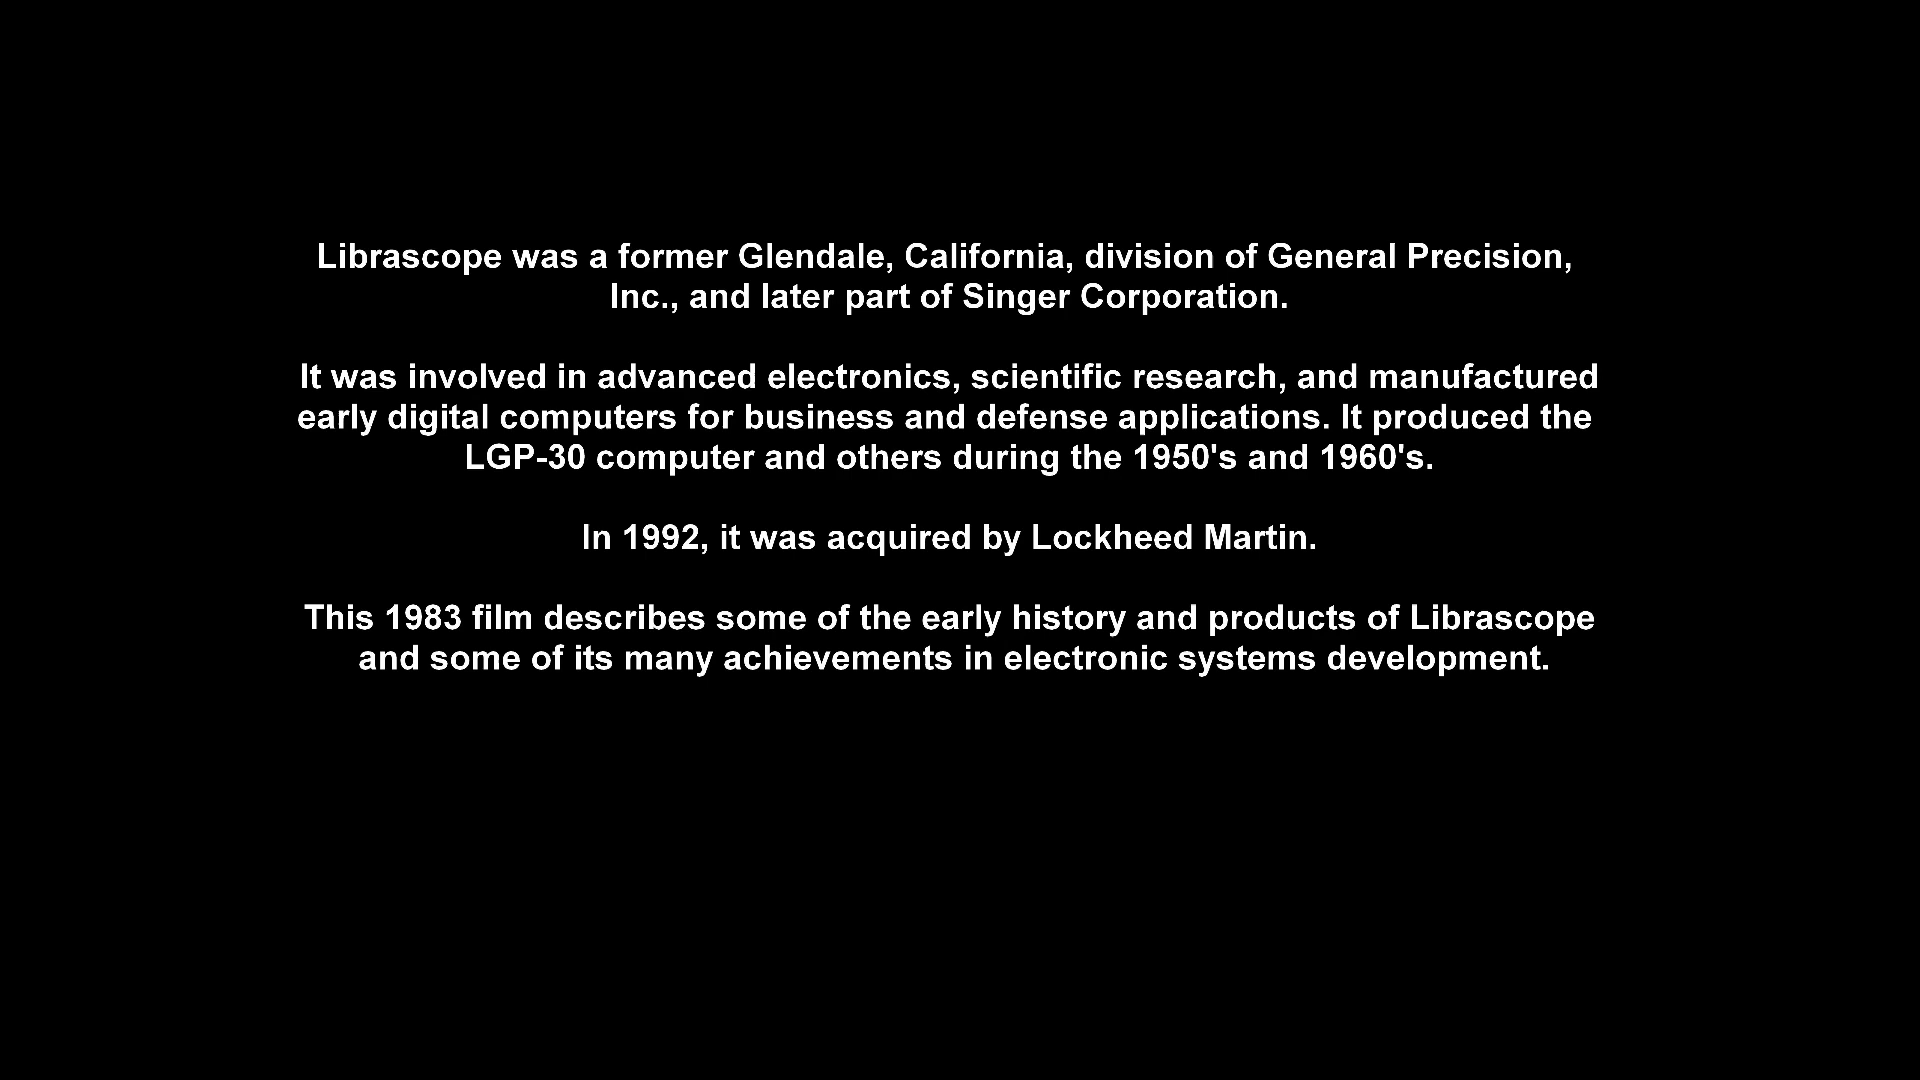 Librascope was a former Glendale, California, division of General Precision,
Inc., and later part of Singer Corporation.
It was involved in advanced electronics, scientific research, and manufactured
early digital computers for business and defense applications. It produced the
LGP-30 computer and others during the 1950's and 1960's.
In 1992, it was acquired by Lockheed Martin.
This 1983 film describes some of the early history and products of Librascope
and some of its many achievements in electronic systems development.